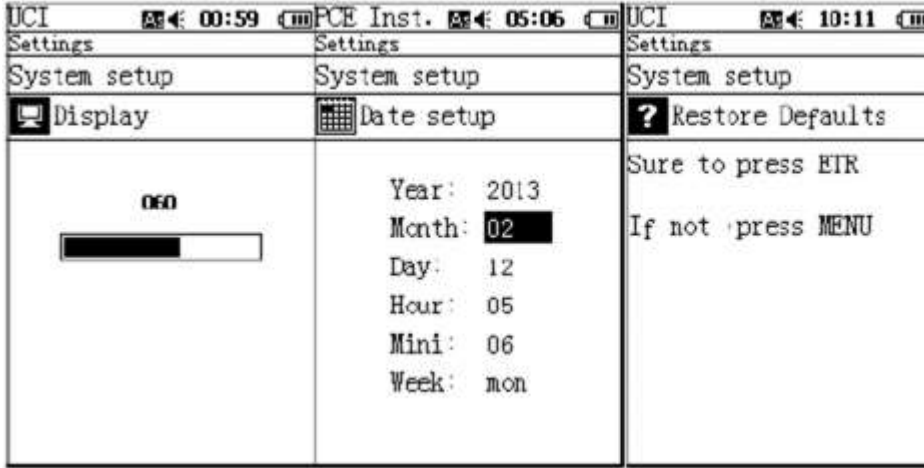 UCI 00:59
Settings
System setup
Display
060
PCE Inst. 05:06
Settings
System setup
Date setup
Year: 2013
Month: 02
Day: 12
Hour: 05
Mini: 06
Week: mon
UCI 10:11
Settings
System setup
? Restore Defaults
Sure to press ETR
If not press MENU